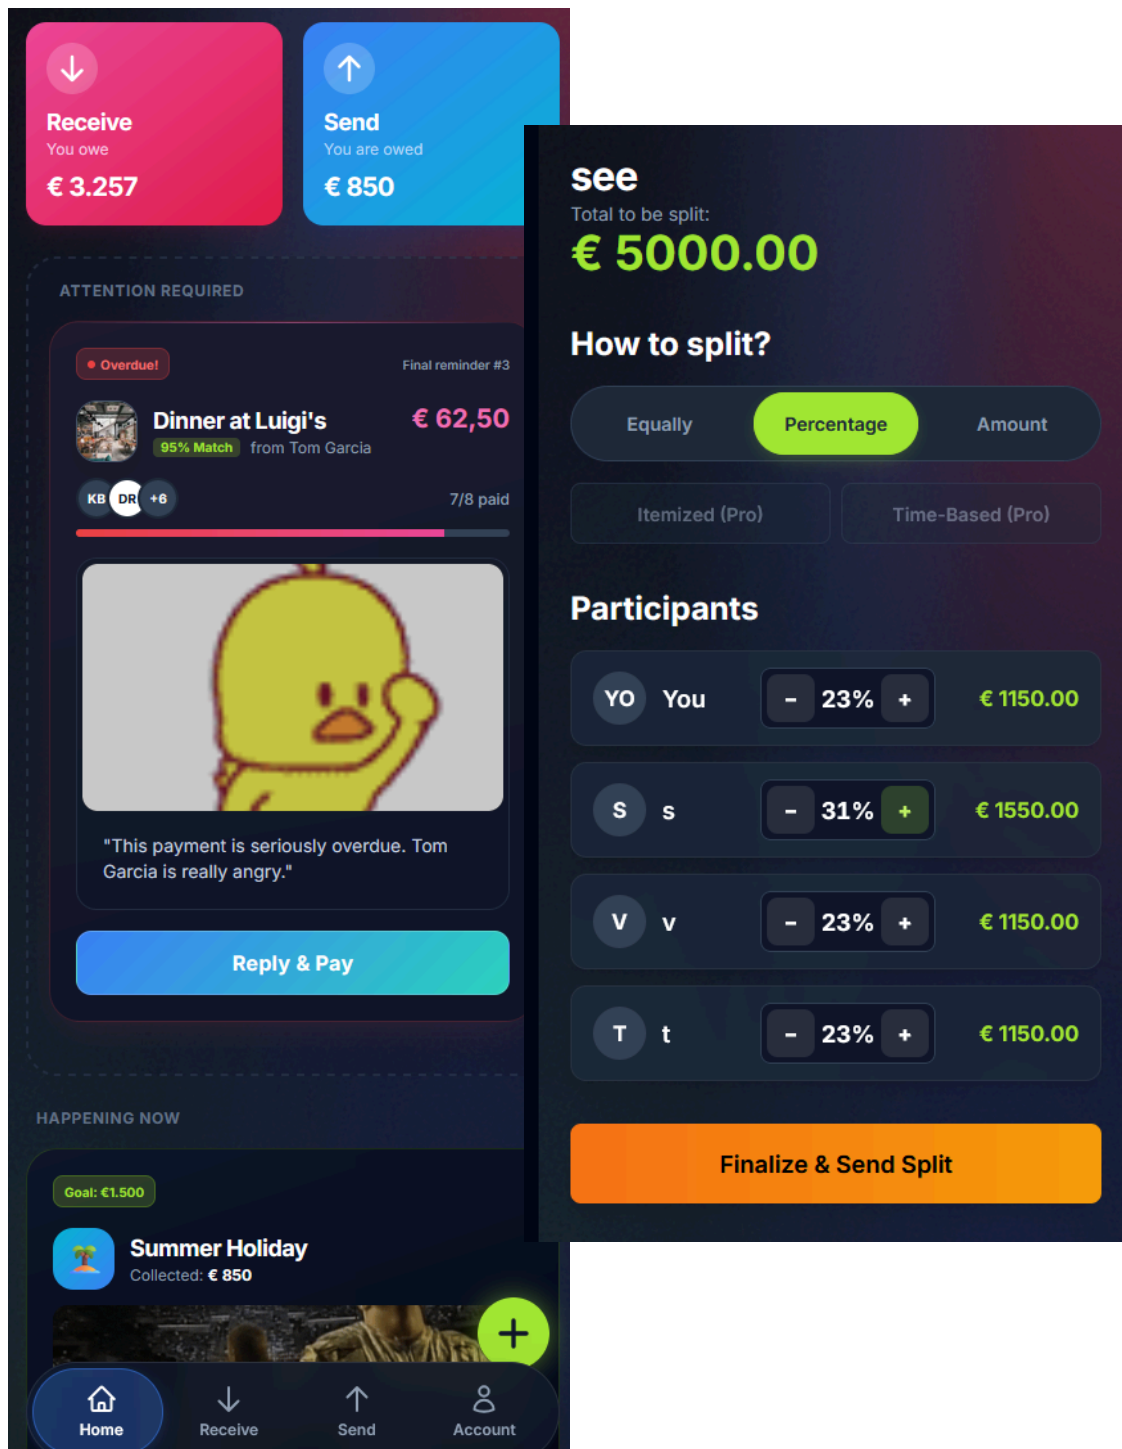 Receive
You owe
€ 3.257
Send
You are owed
€ 850
ATTENTION REQUIRED
Overdue!
Final reminder #3
Dinner at Luigi's
€ 62,50
95% Match
from Tom Garcia
KB
DR
+6
7/8 paid
"This payment is seriously overdue. Tom
Garcia is really angry."
Reply & Pay
HAPPENING NOW
Goal: €1.500
Summer Holiday
Collected: € 850
+
Home
Receive
Send
Account
see
Total to be split:
€ 5000.00
How to split?
Equally
Percentage
Amount
Itemized (Pro)
Time-Based (Pro)
Participants
YO You - 23% + € 1150.00
S s - 31% + € 1550.00
V v - 23% + € 1150.00
T t - 23% + € 1150.00
Finalize & Send Split